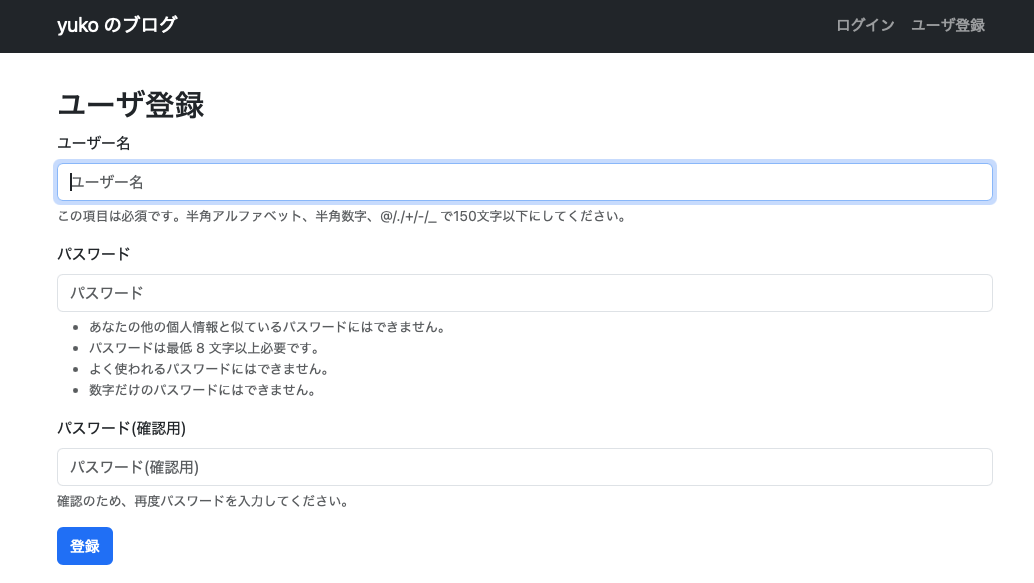 yuko のブログ
ログイン ユーザ登録
ユーザ登録
ユーザー名
ユーザー名
この項目は必須です。半角アルファベット、半角数字、@/./+/-/_ で150文字以下にしてください。
パスワード
パスワード
あなたの他の個人情報と似ているパスワードにはできません。
パスワードは最低 8 文字以上必要です。
よく使われるパスワードにはできません。
数字だけのパスワードにはできません。
パスワード(確認用)
パスワード(確認用)
確認のため、再度パスワードを入力してください。
登録